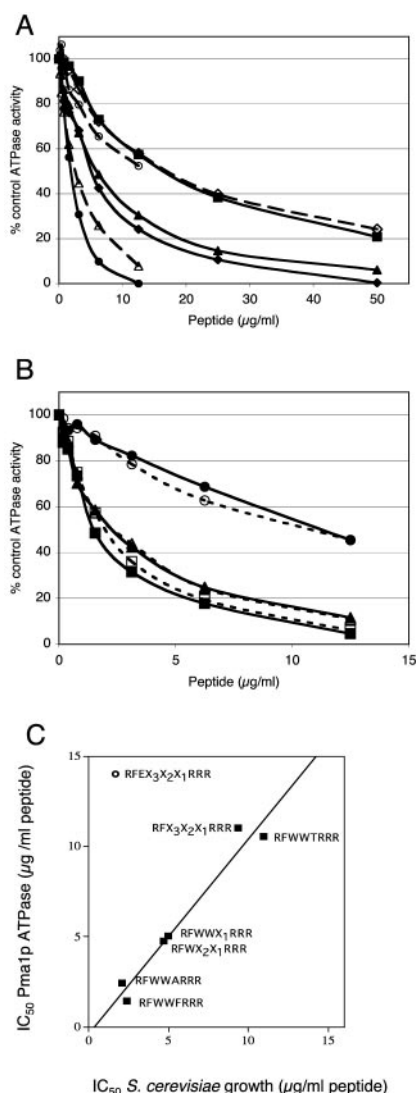 A
% control ATPase activity
100
80
60
40
20
0
0 10 20 30 40 50 60
Peptide (µg/ml)
B
% control ATPase activity
100
80
60
40
20
0
0 5 10 15
Peptide (µg/ml)
C
IC₅₀ Pma1p ATPase (µg /ml peptide)
15
10
5
0
RFEX₃X₂X₁RRR
RFX₃X₂X₁RRR
RFWWTRRR
RFWWX₁RRR
RFWX₂X₁RRR
RFWWARRR
RFWWFRRR
0 5 10 15
IC₅₀ S. cerevisiae growth (µg/ml peptide)